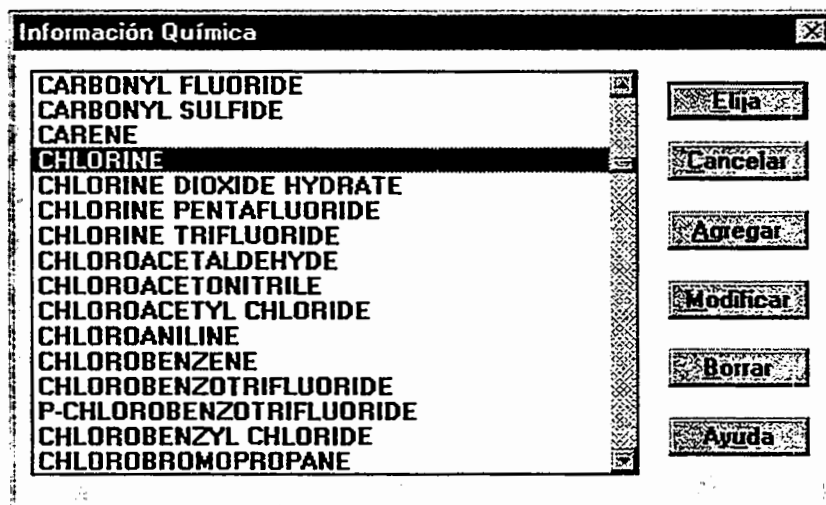 Información Química
CARBONYL FLUORIDE
CARBONYL SULFIDE
CARENE
CHLORINE
CHLORINE DIOXIDE HYDRATE
CHLORINE PENTAFLUORIDE
CHLORINE TRIFLUORIDE
CHLOROACETALDEHYDE
CHLOROACETONITRILE
CHLOROACETYL CHLORIDE
CHLOROANILINE
CHLOROBENZENE
CHLOROBENZOTRIFLUORIDE
P-CHLOROBENZOTRIFLUORIDE
CHLOROBENZYL CHLORIDE
CHLOROBROMOPROPANE
Elija
Cancelar
Agregar
Modificar
Borrar
Ayuda